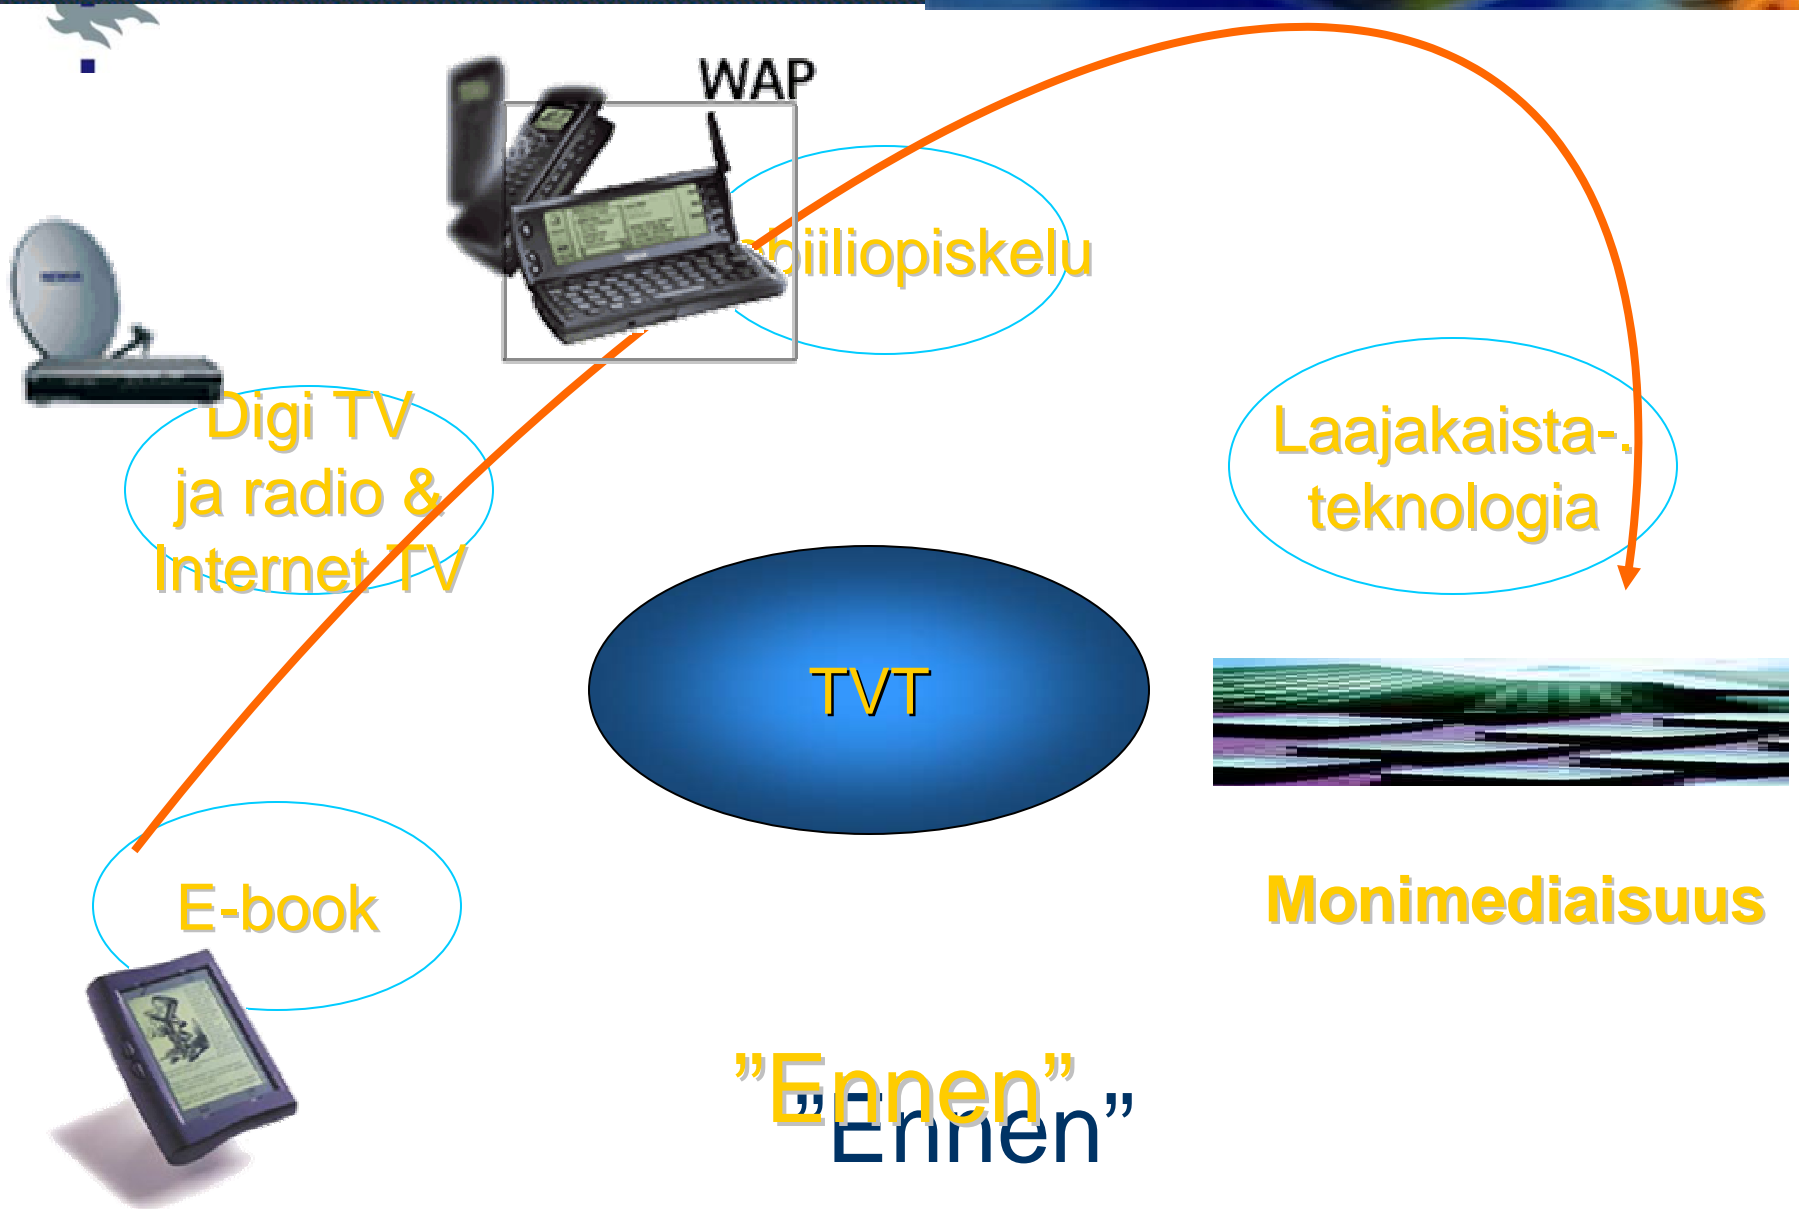 WAP
biiliopiskelu
Digi TV
ja radio &
Internet TV
Laajakaista-.
teknologia
TVT
E-book
Monimediaisuus
”Ennen”
”Ennen”